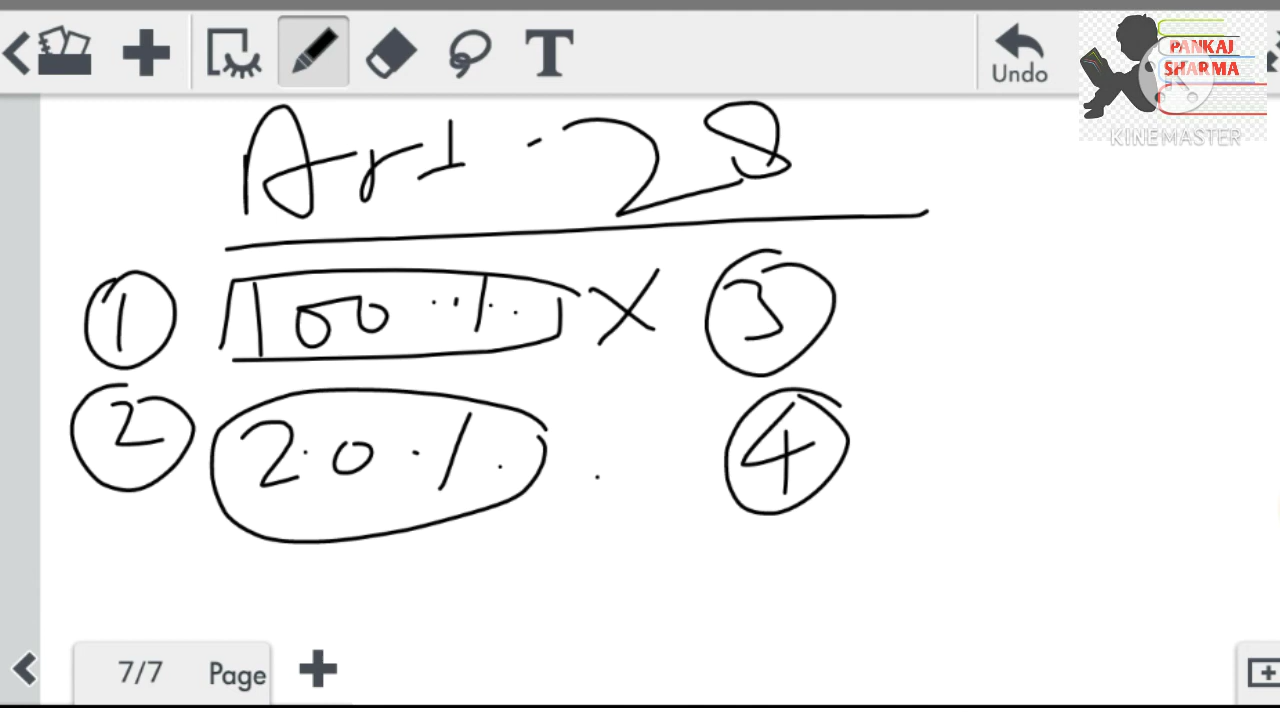 Undo
PANKAJ
SHARMA
KINEMASTER
Art - 28
① 100 % X ③
② 20 % . ④
7/7 Page